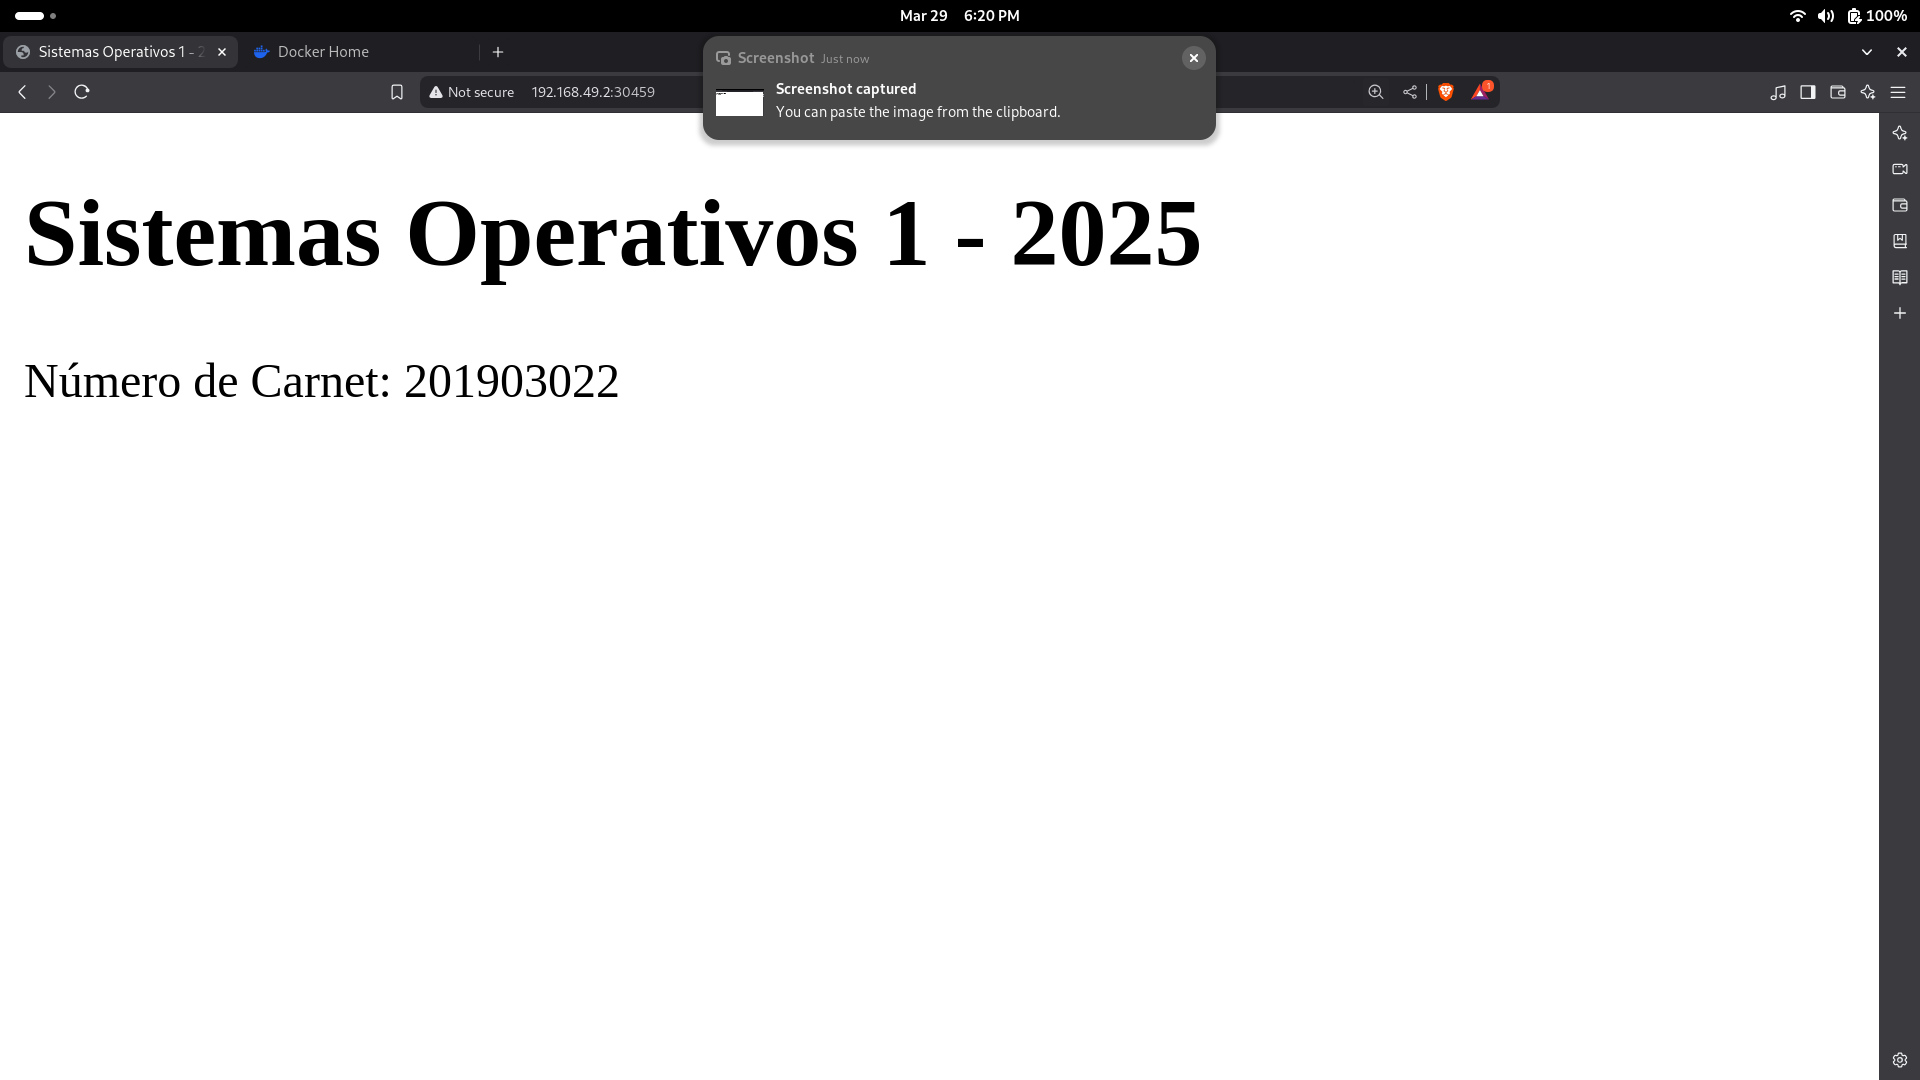 Mar 29 6:20 PM
100%
Sistemas Operativos 1 - 2
Docker Home
Screenshot Just now
Screenshot captured
You can paste the image from the clipboard.
Not secure 192.168.49.2:30459
1
Sistemas Operativos 1 - 2025
Número de Carnet: 201903022